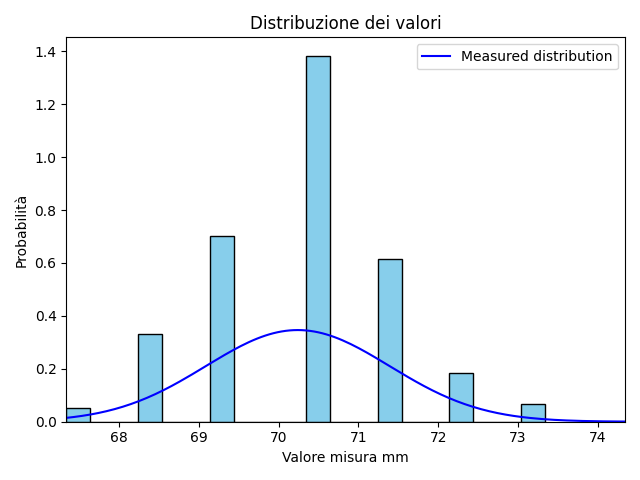 Distribuzione dei valori
Measured distribution
Probabilità
1.4
1.2
1.0
0.8
0.6
0.4
0.2
0.0
68 69 70 71 72 73 74
Valore misura mm